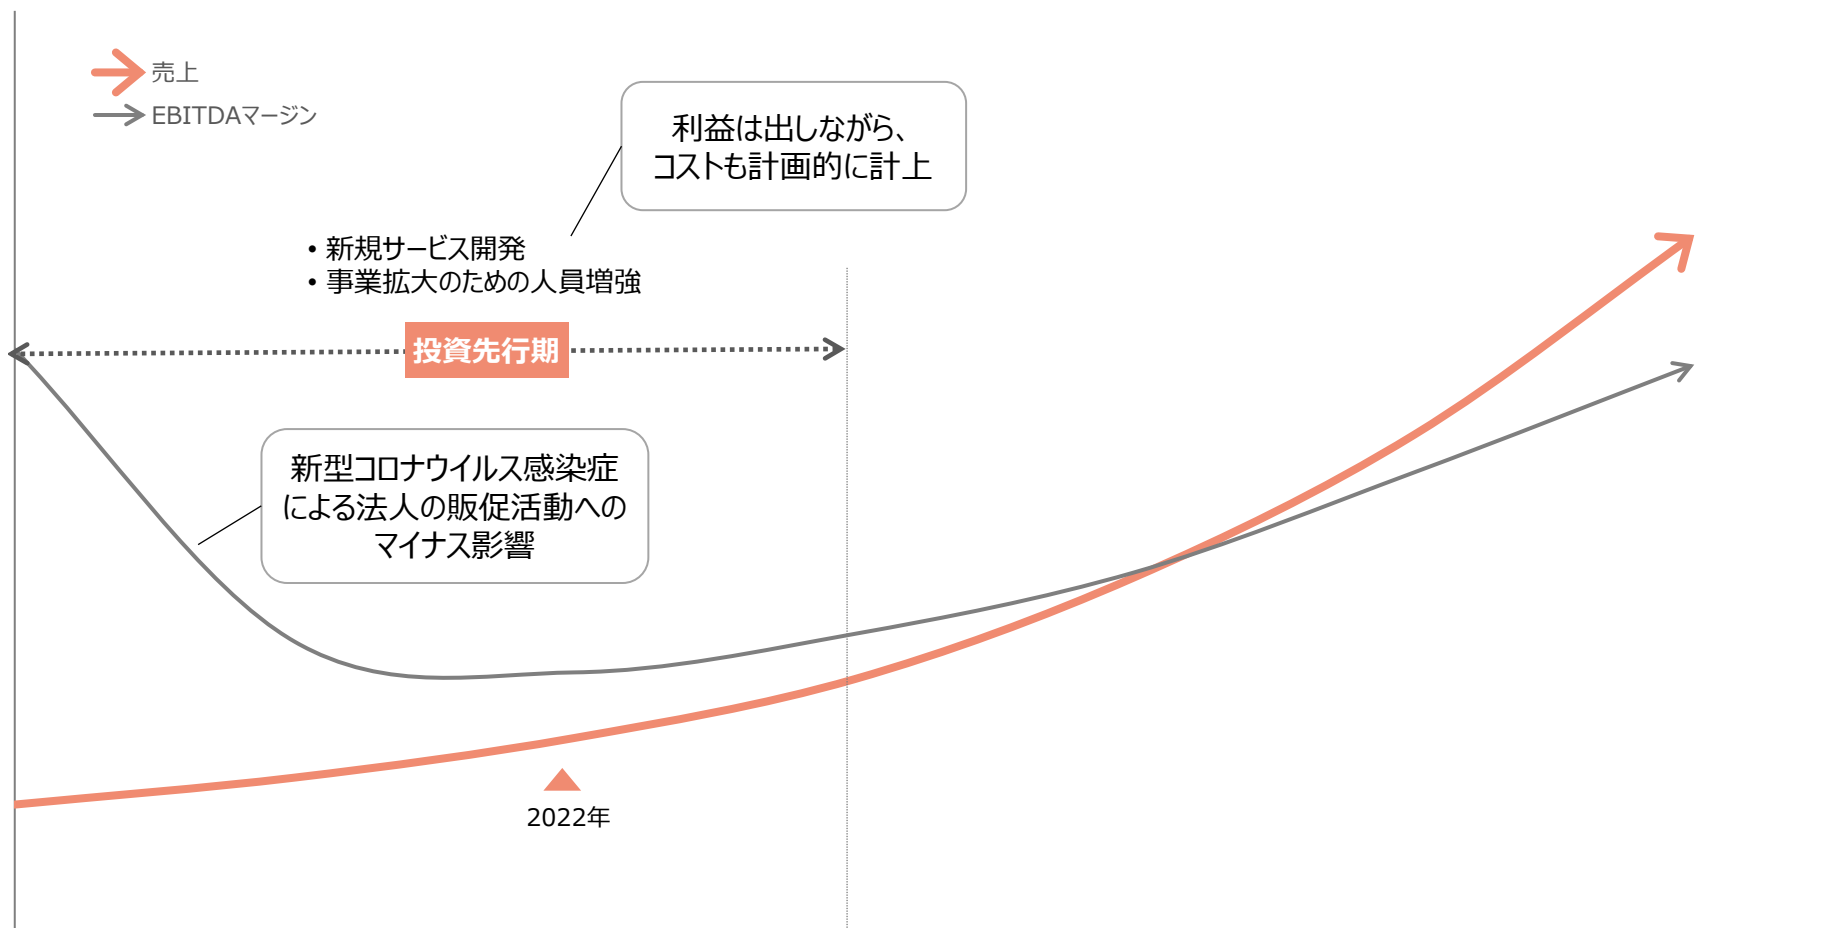 売上
EBITDAマージン
利益は出しながら、
コストも計画的に計上
• 新規サービス開発
• 事業拡大のための人員増強
投資先行期
新型コロナウイルス感染症
による法人の販促活動への
マイナス影響
2022年